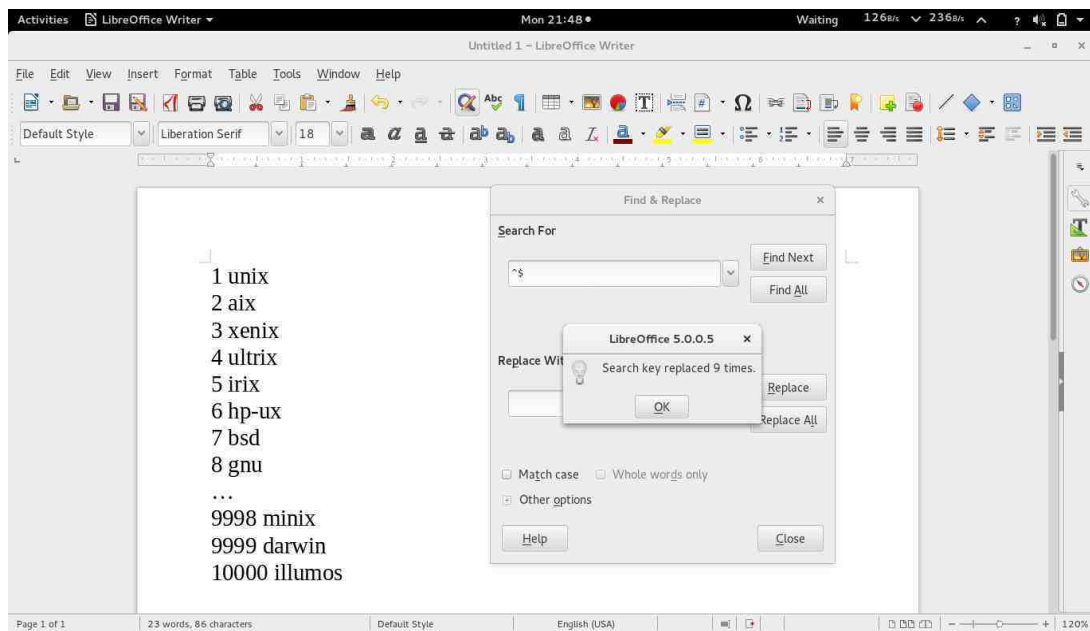 Activities LibreOffice Writer Mon 21:48 Waiting 126B/s 236B/s ?
Untitled 1 – LibreOffice Writer
File Edit View Insert Format Table Tools Window Help
Default Style Liberation Serif 18
Find & Replace
Search For
^$
Find Next
Find All
LibreOffice 5.0.0.5
Search key replaced 9 times.
OK
Replace Wit
Replace
Replace All
Match case Whole words only
Other options
Help Close
1 unix
2 aix
3 xenix
4 ultrix
5 irix
6 hp-ux
7 bsd
8 gnu
…
9998 minix
9999 darwin
10000 illumos
Page 1 of 1 23 words, 86 characters Default Style English (USA) 120%